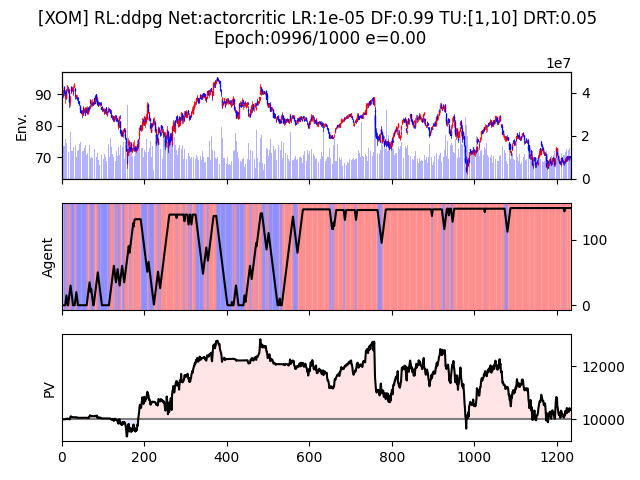 [XOM] RL:ddpg Net:actorcritic LR:1e-05 DF:0.99 TU:[1,10] DRT:0.05
Epoch:0996/1000 e=0.00
1e7
Env.
90
80
70
4
2
0
Agent
100
0
PV
12000
10000
0 200 400 600 800 1000 1200